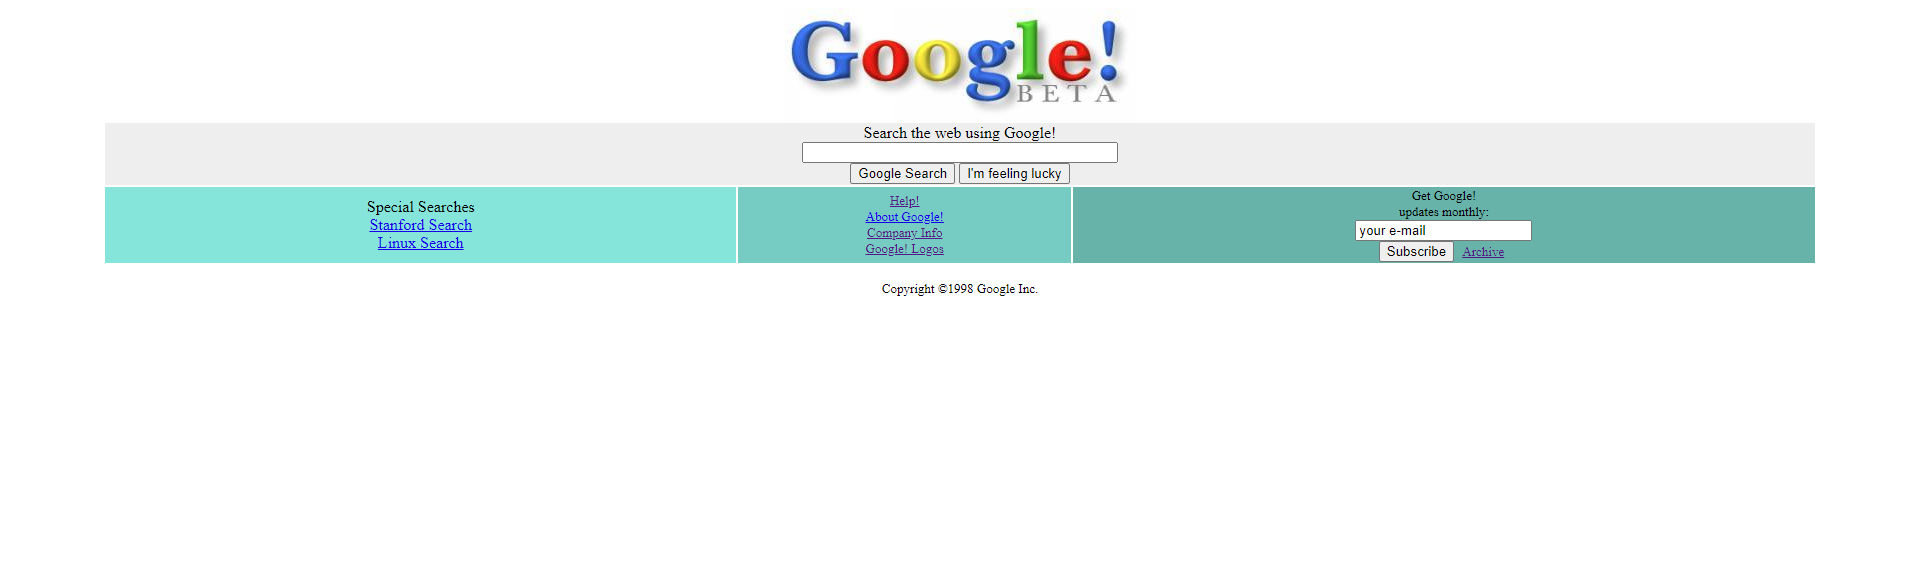 Google!
BETA
Search the web using Google!
Google Search I'm feeling lucky
Special Searches
Stanford Search
Linux Search
Help!
About Google!
Company Info
Google! Logos
Get Google!
updates monthly:
your e-mail
Subscribe Archive
Copyright ©1998 Google Inc.